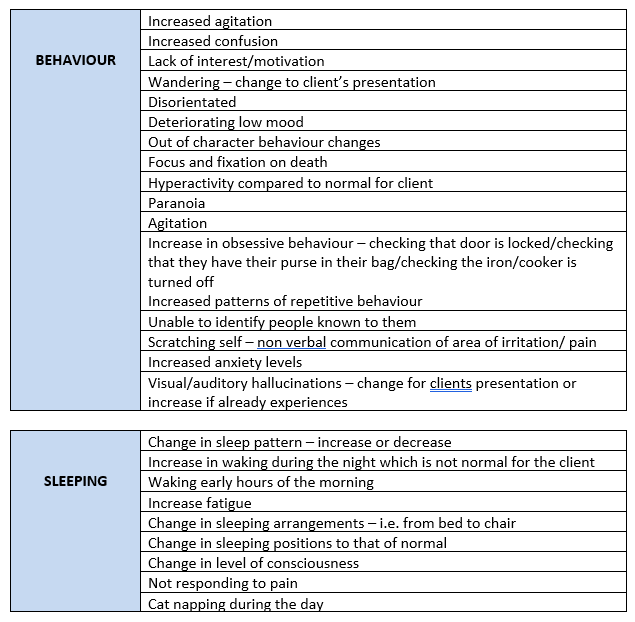 BEHAVIOUR
Increased agitation
Increased confusion
Lack of interest/motivation
Wandering – change to client’s presentation
Disorientated
Deteriorating low mood
Out of character behaviour changes
Focus and fixation on death
Hyperactivity compared to normal for client
Paranoia
Agitation
Increase in obsessive behaviour – checking that door is locked/checking
that they have their purse in their bag/checking the iron/cooker is
turned off
Increased patterns of repetitive behaviour
Unable to identify people known to them
Scratching self – non verbal communication of area of irritation/ pain
Increased anxiety levels
Visual/auditory hallucinations – change for clients presentation or
increase if already experiences
SLEEPING
Change in sleep pattern – increase or decrease
Increase in waking during the night which is not normal for the client
Waking early hours of the morning
Increase fatigue
Change in sleeping arrangements – i.e. from bed to chair
Change in sleeping positions to that of normal
Change in level of consciousness
Not responding to pain
Cat napping during the day